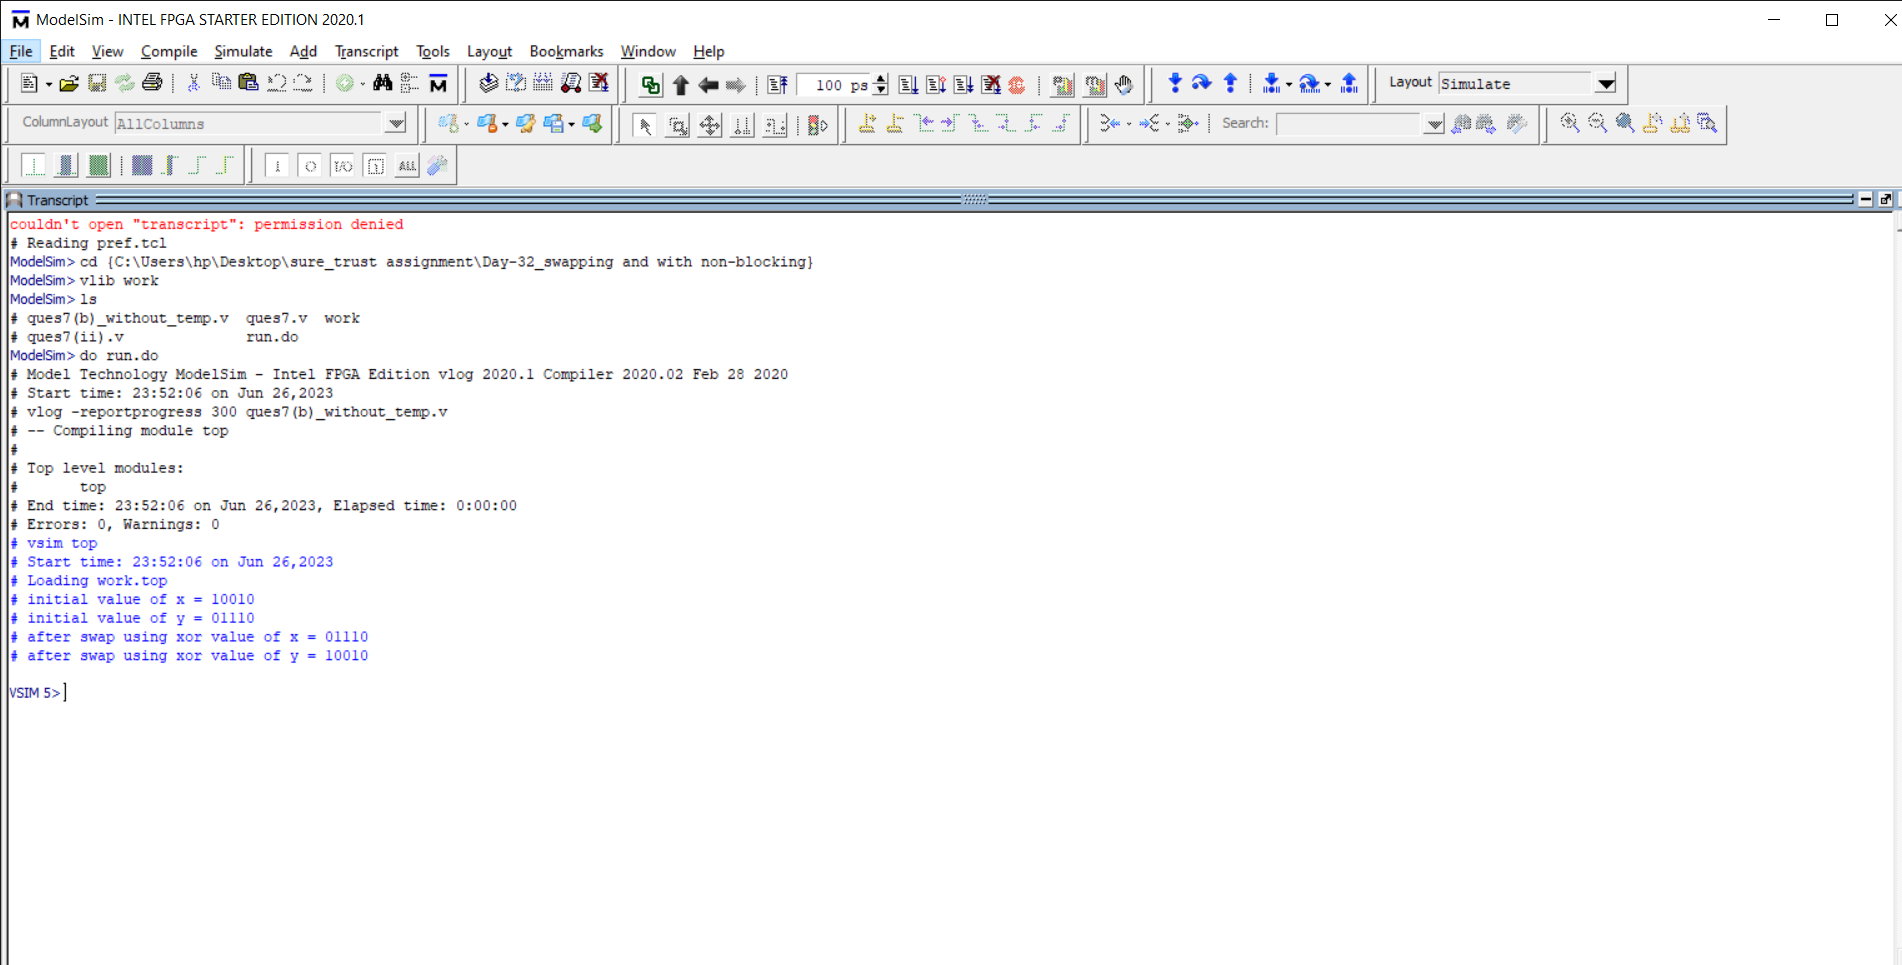 ModelSim - INTEL FPGA STARTER EDITION 2020.1
File Edit View Compile Simulate Add Transcript Tools Layout Bookmarks Window Help
100 ps Layout Simulate
ColumnLayout AllColumns Search:
I/O ALL
Transcript
couldn't open "transcript": permission denied
# Reading pref.tcl
ModelSim> cd {C:\Users\hp\Desktop\sure_trust assignment\Day-32_swapping and with non-blocking}
ModelSim> vlib work
ModelSim> ls
# ques7(b)_without_temp.v  ques7.v  work
# ques7(ii).v              run.do
ModelSim> do run.do
# Model Technology ModelSim - Intel FPGA Edition vlog 2020.1 Compiler 2020.02 Feb 28 2020
# Start time: 23:52:06 on Jun 26,2023
# vlog -reportprogress 300 ques7(b)_without_temp.v
# -- Compiling module top
#
# Top level modules:
#       top
# End time: 23:52:06 on Jun 26,2023, Elapsed time: 0:00:00
# Errors: 0, Warnings: 0
# vsim top
# Start time: 23:52:06 on Jun 26,2023
# Loading work.top
# initial value of x = 10010
# initial value of y = 01110
# after swap using xor value of x = 01110
# after swap using xor value of y = 10010
VSIM 5>